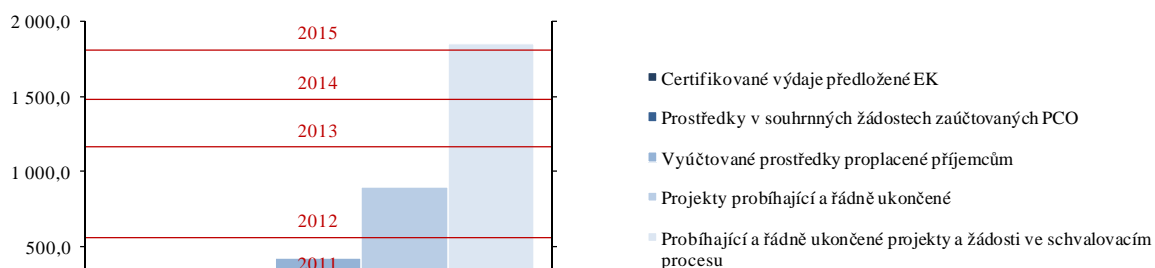 2 000,0
2015
1 500,0
2014
2013
1 000,0
2012
500,0
2011
Certifikované výdaje předložené EK
Prostředky v souhrnných žádostech zaúčtovaných PCO
Vyúčtované prostředky proplacené příjemcům
Projekty probíhající a řádně ukončené
Probíhající a řádně ukončené projekty a žádosti ve schvalovacím
procesu